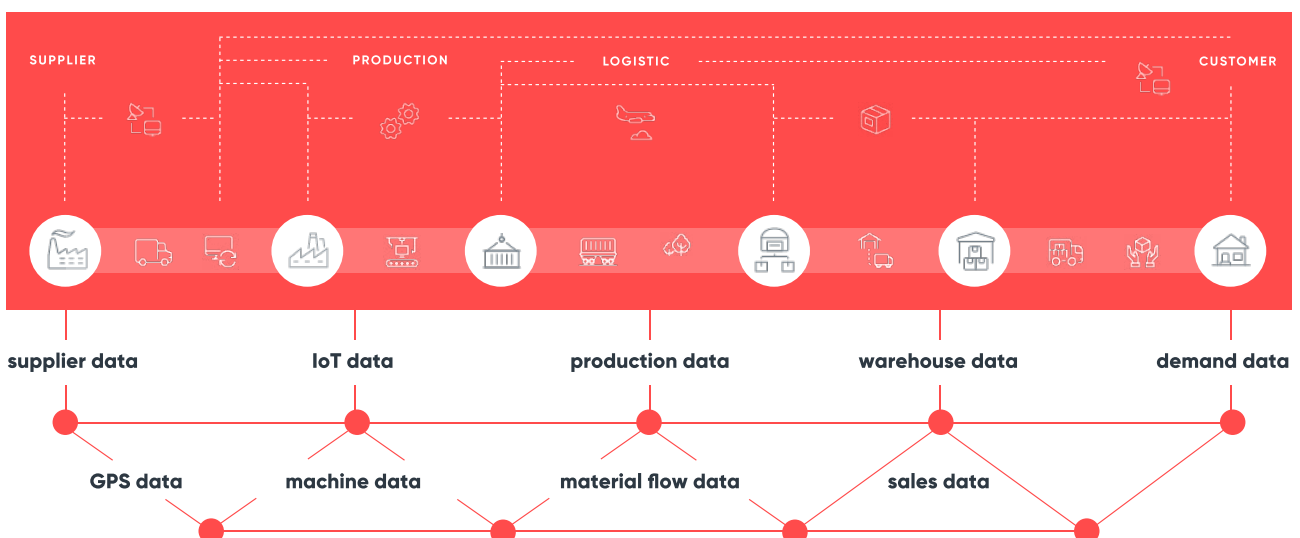 SUPPLIER
PRODUCTION
LOGISTIC
CUSTOMER
supplier data
IoT data
production data
warehouse data
demand data
GPS data
machine data
material flow data
sales data